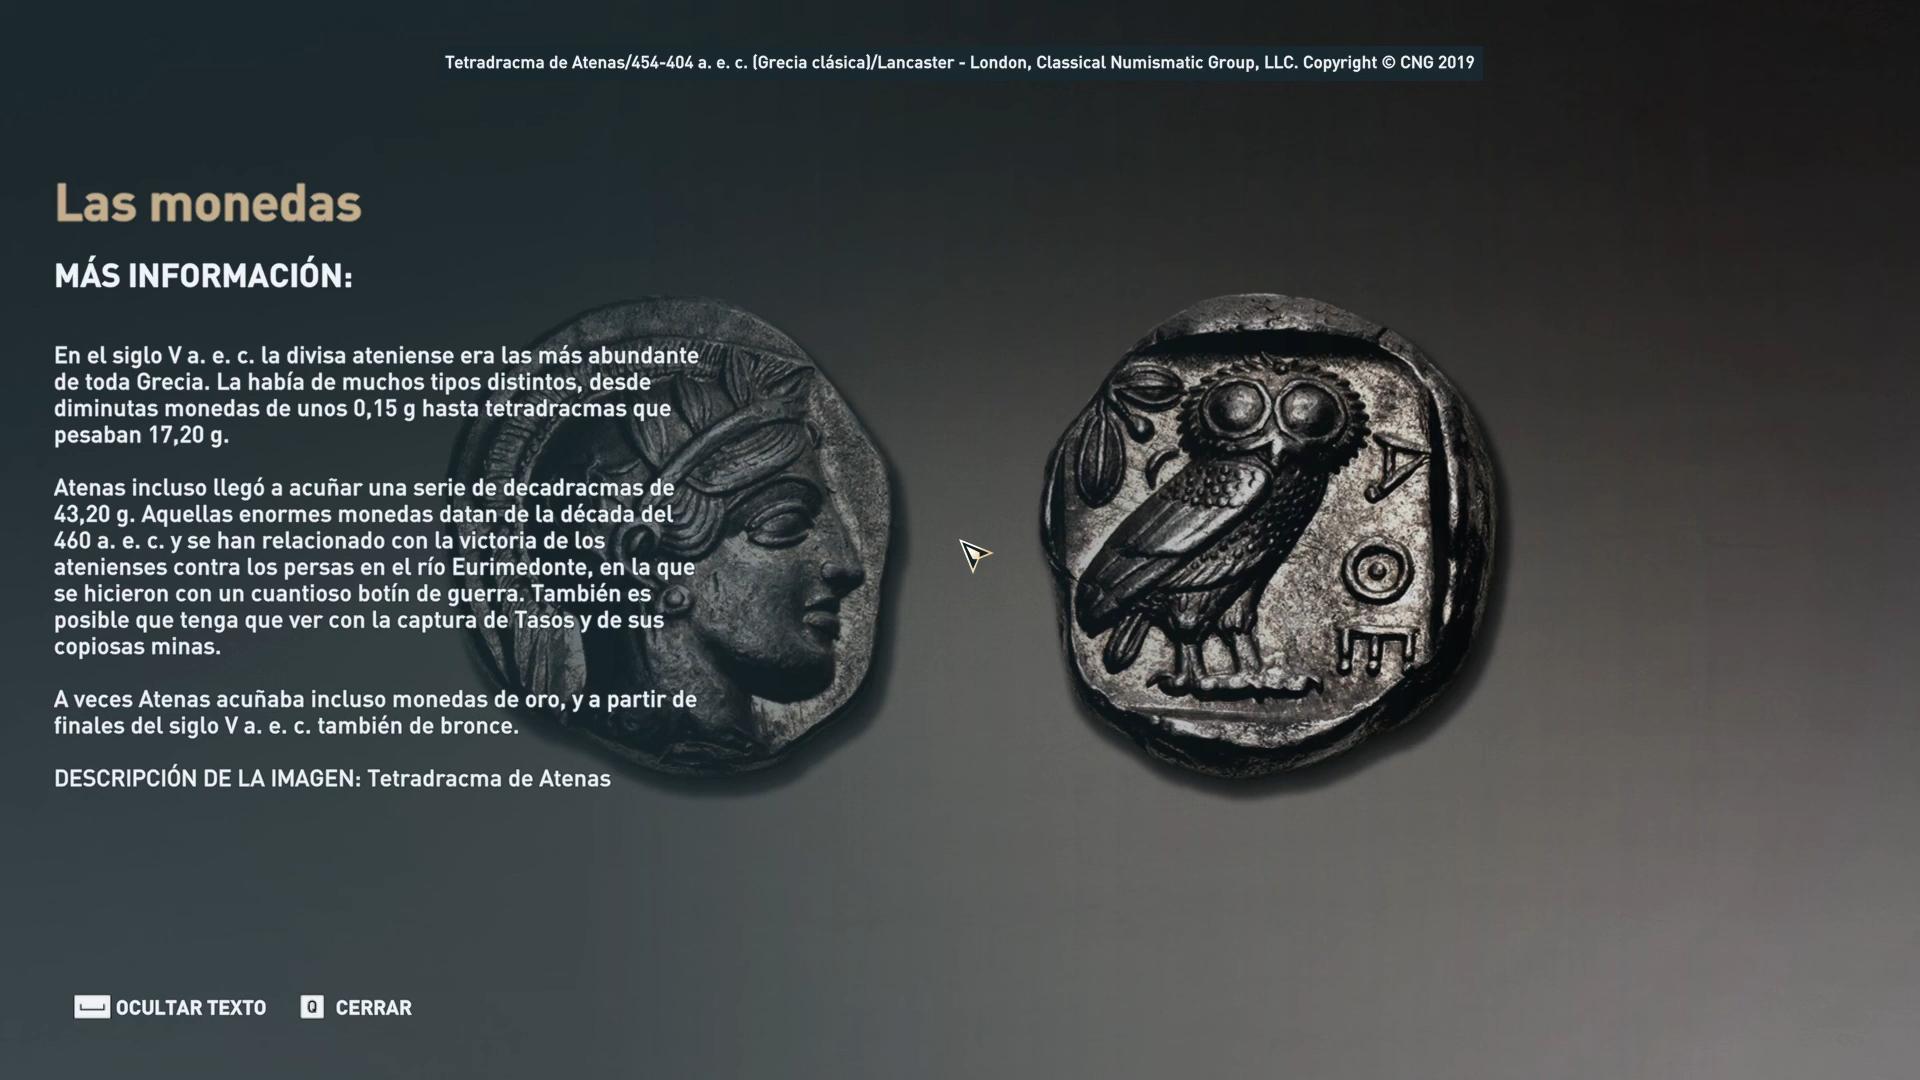 Tetradracma de Atenas/454-404 a. e. c. (Grecia clásica)/Lancaster - London, Classical Numismatic Group, LLC. Copyright © CNG 2019
Las monedas
MÁS INFORMACIÓN:
En el siglo V a. e. c. la divisa ateniense era las más abundante
de toda Grecia. La había de muchos tipos distintos, desde
diminutas monedas de unos 0,15 g hasta tetradracmas que
pesaban 17,20 g.
Atenas incluso llegó a acuñar una serie de decadracmas de
43,20 g. Aquellas enormes monedas datan de la década del
460 a. e. c. y se han relacionado con la victoria de los
atenienses contra los persas en el río Eurimedonte, en la que
se hicieron con un cuantioso botín de guerra. También es
posible que tenga que ver con la captura de Tasos y de sus
copiosas minas.
A veces Atenas acuñaba incluso monedas de oro, y a partir de
finales del siglo V a. e. c. también de bronce.
DESCRIPCIÓN DE LA IMAGEN: Tetradracma de Atenas
ΑΘΕ
OCULTAR TEXTO Q CERRAR